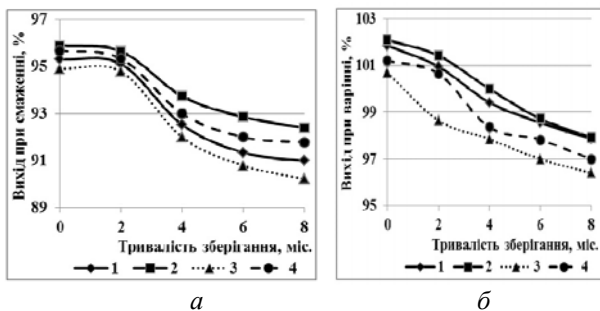 Вихід при смаженні, %
97
95
93
91
89
0 2 4 6 8
Тривалість зберігання, міс.
1 2 3 4
а
Вихід при варінні, %
103
101
99
97
95
0 2 4 6 8
Тривалість зберігання, міс.
1 2 3 4
б